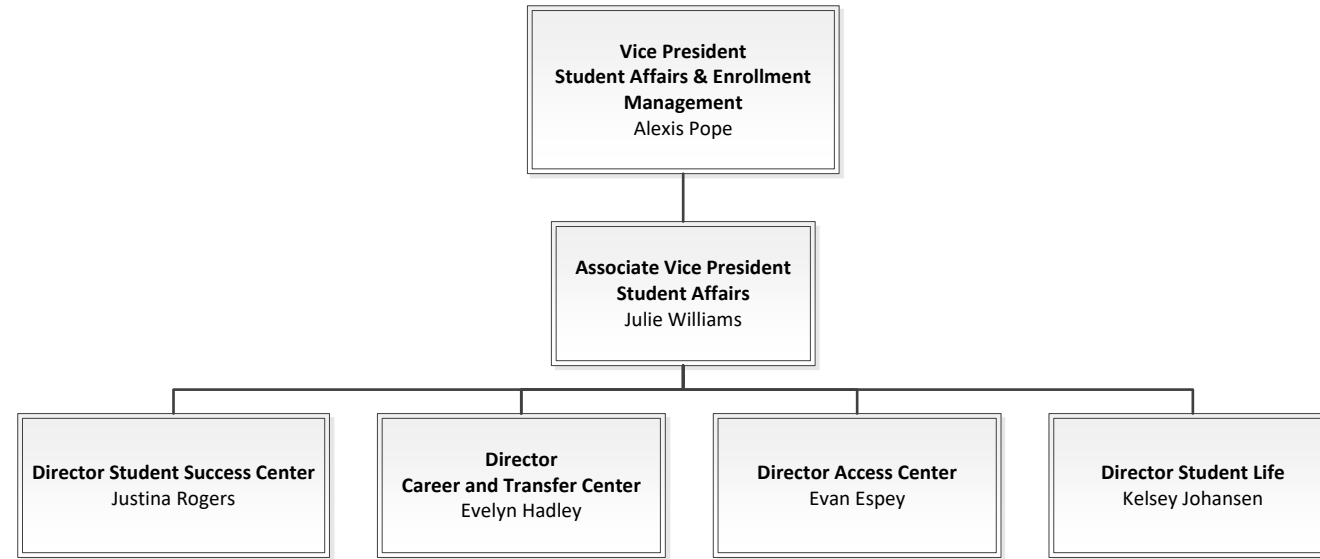 Vice President
Student Affairs & Enrollment
Management
Alexis Pope
Associate Vice President
Student Affairs
Julie Williams
Director Student Success Center
Justina Rogers
Director
Career and Transfer Center
Evelyn Hadley
Director Access Center
Evan Espey
Director Student Life
Kelsey Johansen